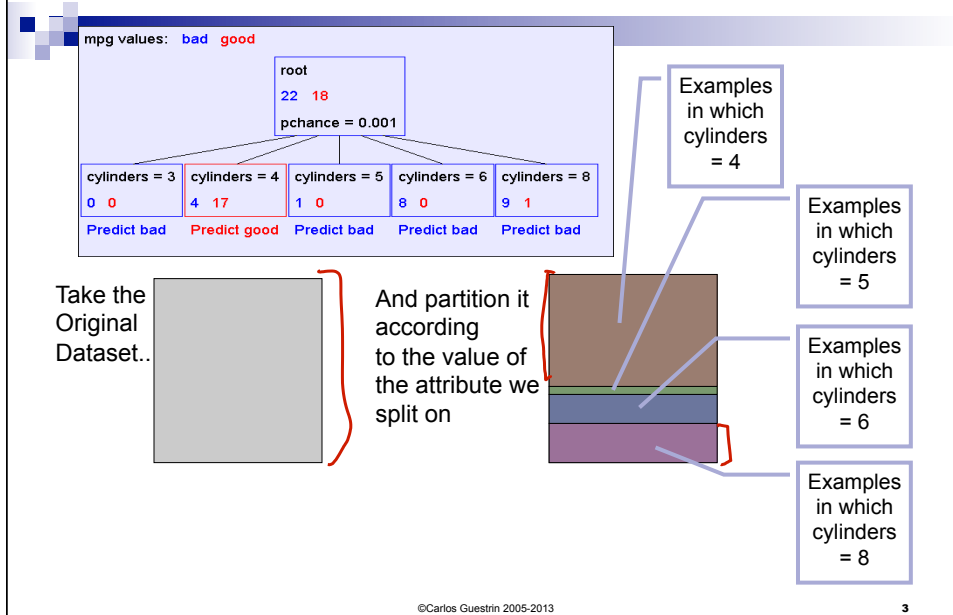 mpg values: bad good
root
22 18
pchance = 0.001
cylinders = 3
0 0
Predict bad
cylinders = 4
4 17
Predict good
cylinders = 5
1 0
Predict bad
cylinders = 6
8 0
Predict bad
cylinders = 8
9 1
Predict bad
Take the
Original
Dataset..
And partition it
according
to the value of
the attribute we
split on
Examples
in which
cylinders
= 4
Examples
in which
cylinders
= 5
Examples
in which
cylinders
= 6
Examples
in which
cylinders
= 8
©Carlos Guestrin 2005-2013
3